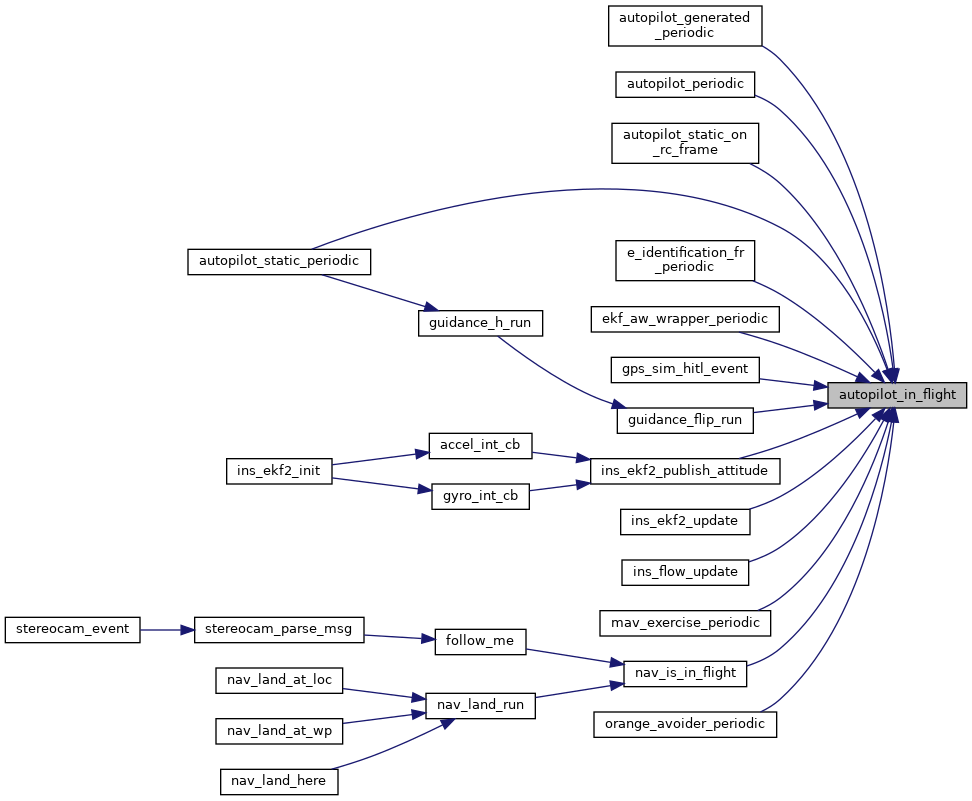 autopilot_generated
_periodic
autopilot_periodic
autopilot_static_on
_rc_frame
autopilot_static_periodic
e_identification_fr
_periodic
guidance_h_run
ekf_aw_wrapper_periodic
gps_sim_hitl_event
autopilot_in_flight
guidance_flip_run
accel_int_cb
ins_ekf2_init
ins_ekf2_publish_attitude
gyro_int_cb
ins_ekf2_update
ins_flow_update
mav_exercise_periodic
stereocam_event
stereocam_parse_msg
follow_me
nav_is_in_flight
nav_land_at_loc
nav_land_run
orange_avoider_periodic
nav_land_at_wp
nav_land_here